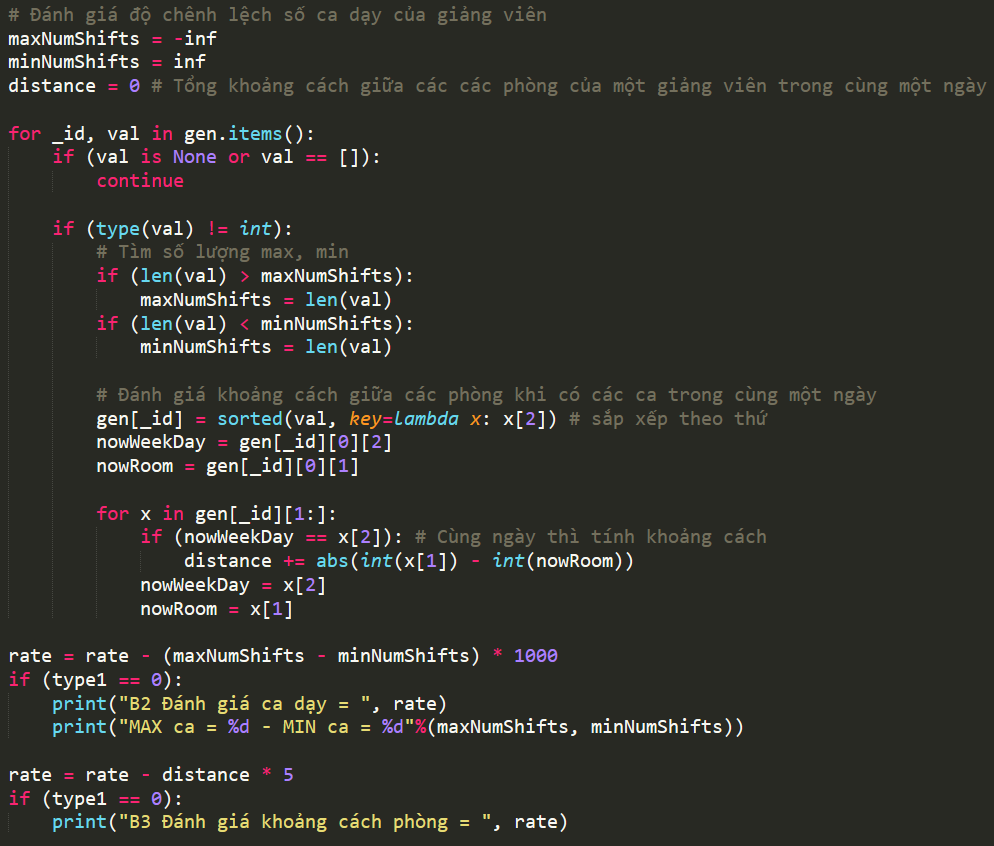 # Đánh giá độ chênh lệch số ca dạy của giảng viên
maxNumShifts = -inf
minNumShifts = inf
distance = 0 # Tổng khoảng cách giữa các các phòng của một giảng viên trong cùng một ngày

for _id, val in gen.items():
    if (val is None or val == []):
        continue

    if (type(val) != int):
        # Tìm số lượng max, min
        if (len(val) > maxNumShifts):
            maxNumShifts = len(val)
        if (len(val) < minNumShifts):
            minNumShifts = len(val)

        # Đánh giá khoảng cách giữa các phòng khi có các ca trong cùng một ngày
        gen[_id] = sorted(val, key=lambda x: x[2]) # sắp xếp theo thứ
        nowWeekDay = gen[_id][0][2]
        nowRoom = gen[_id][0][1]

        for x in gen[_id][1:]:
            if (nowWeekDay == x[2]): # Cùng ngày thì tính khoảng cách
                distance += abs(int(x[1]) - int(nowRoom))
            nowWeekDay = x[2]
            nowRoom = x[1]

rate = rate - (maxNumShifts - minNumShifts) * 1000
if (type1 == 0):
    print("B2 Đánh giá ca dạy = ", rate)
    print("MAX ca = %d - MIN ca = %d"%(maxNumShifts, minNumShifts))

rate = rate - distance * 5
if (type1 == 0):
    print("B3 Đánh giá khoảng cách phòng = ", rate)